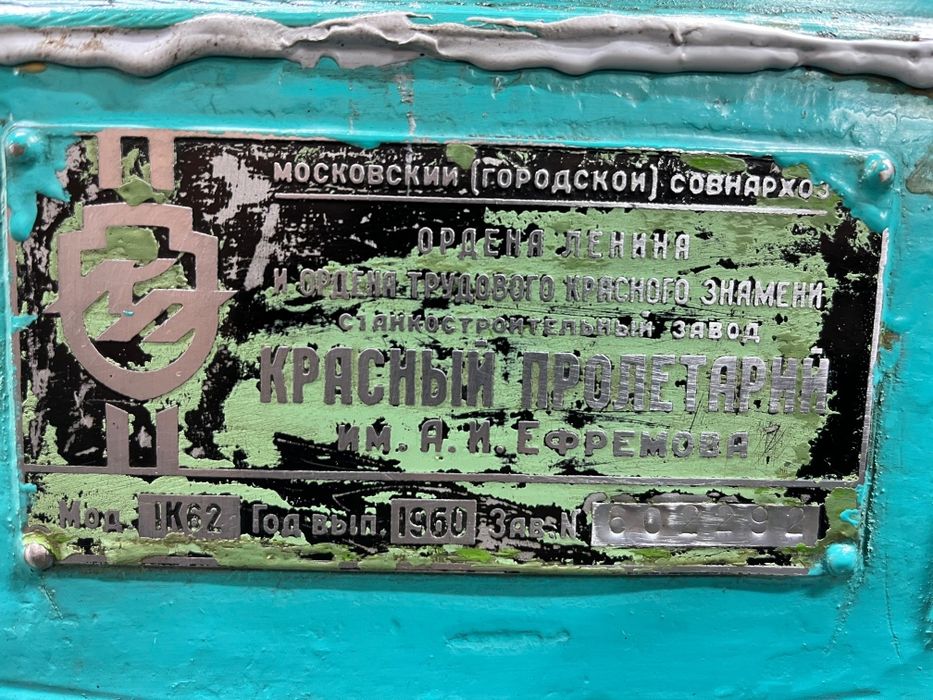 МОСКОВСКИЙ (ГОРОДСКОЙ) СОВНАРХОЗ
ОРДЕНА ЛЕНИНА
И ОРДЕНА ТРУДОВОГО КРАСНОГО ЗНАМЕНИ
СТАНКОСТРОИТЕЛЬНЫЙ ЗАВОД
КРАСНЫЙ ПРОЛЕТАРИЙ
ИМ. А. И. ЕФРЕМОВА
Мод. 1К62 Год вып. 1960 Зав. N 602292